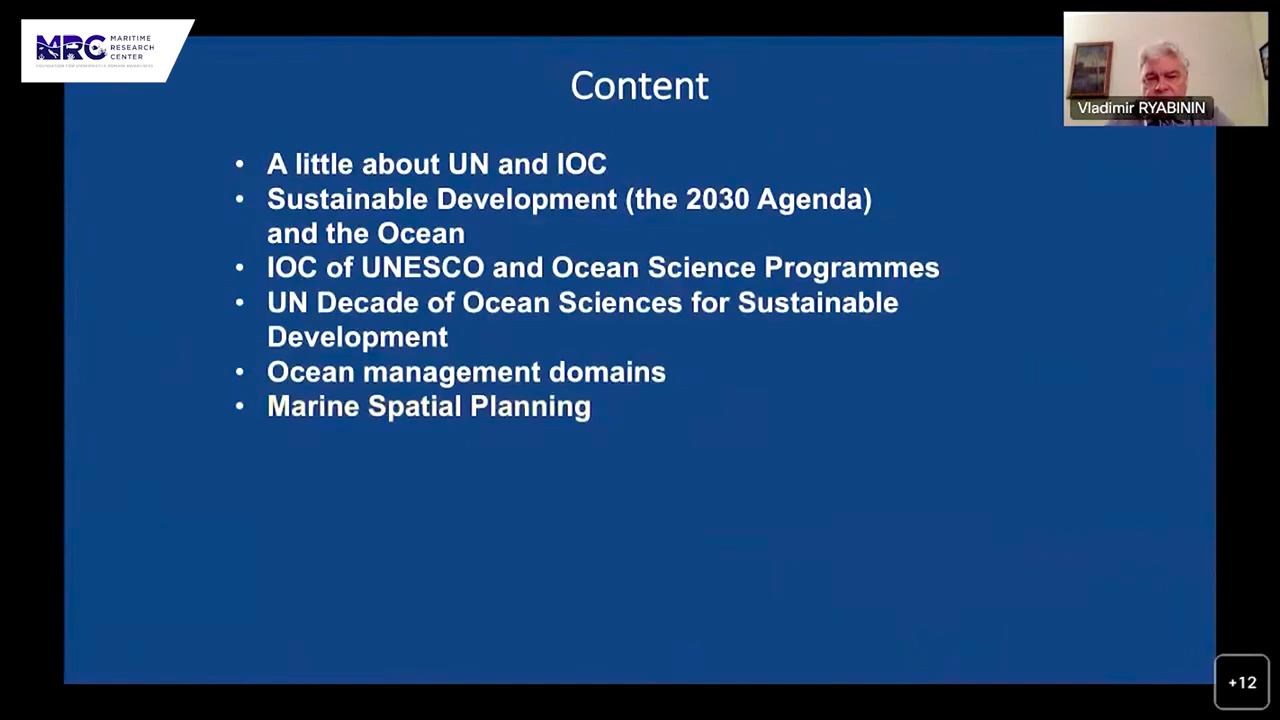 MRC
MARITIME
RESEARCH
CENTER
Content
Vladimir RYABININ
• A little about UN and IOC
• Sustainable Development (the 2030 Agenda)
and the Ocean
• IOC of UNESCO and Ocean Science Programmes
• UN Decade of Ocean Sciences for Sustainable
Development
• Ocean management domains
• Marine Spatial Planning
+12